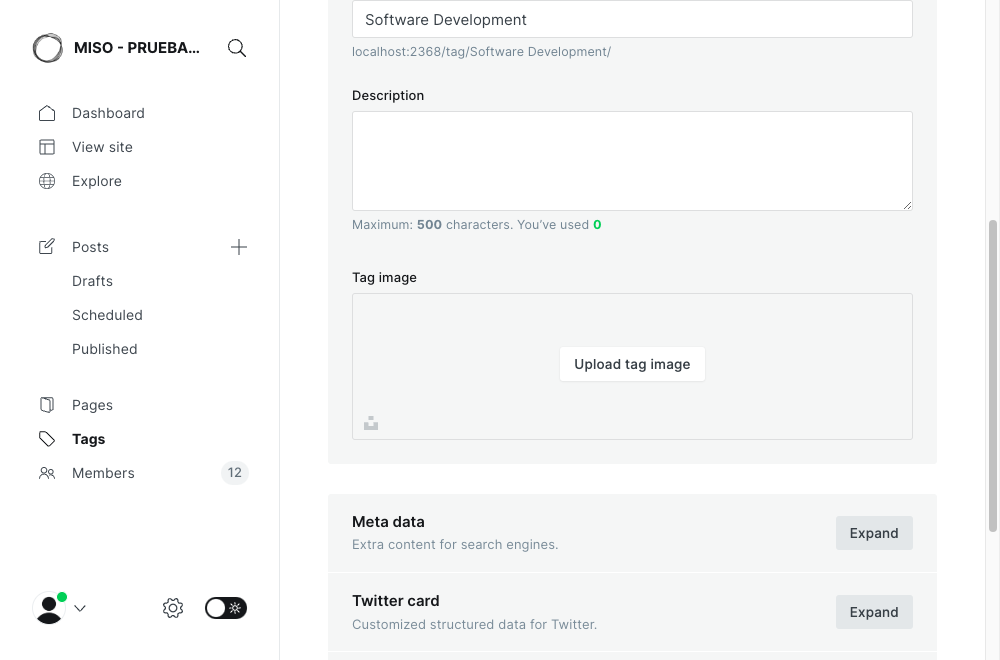 MISO - PRUEBA...
Dashboard
View site
Explore
Posts
Drafts
Scheduled
Published
Pages
Tags
Members 12
Software Development
localhost:2368/tag/Software Development/
Description
Maximum: 500 characters. You’ve used 0
Tag image
Upload tag image
Meta data
Extra content for search engines.
Expand
Twitter card
Customized structured data for Twitter.
Expand